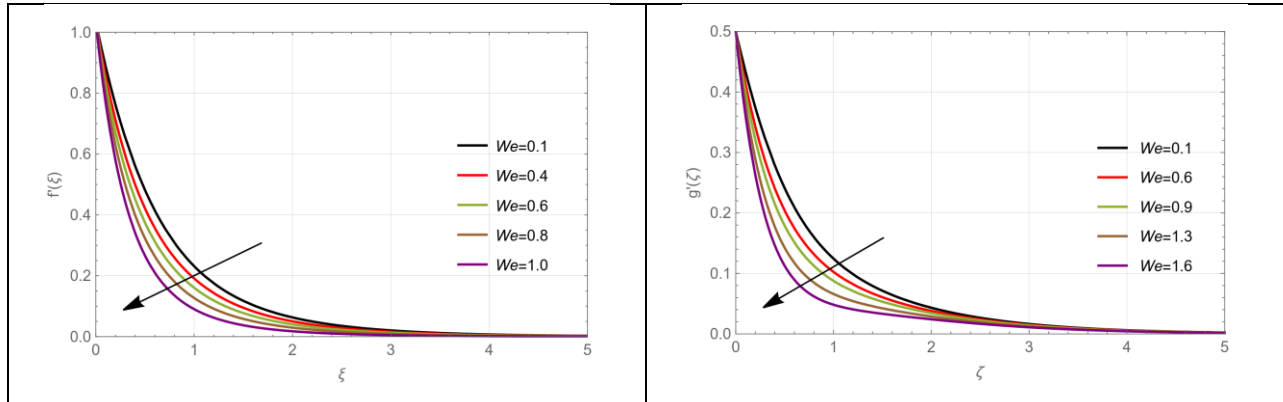 1.0
0.8
0.6
0.4
0.2
0.0
f'(ξ)
We=0.1
We=0.4
We=0.6
We=0.8
We=1.0
0 1 2 3 4 5
ξ
0.5
0.4
0.3
0.2
0.1
0.0
g'(ζ)
We=0.1
We=0.6
We=0.9
We=1.3
We=1.6
0 1 2 3 4 5
ζ